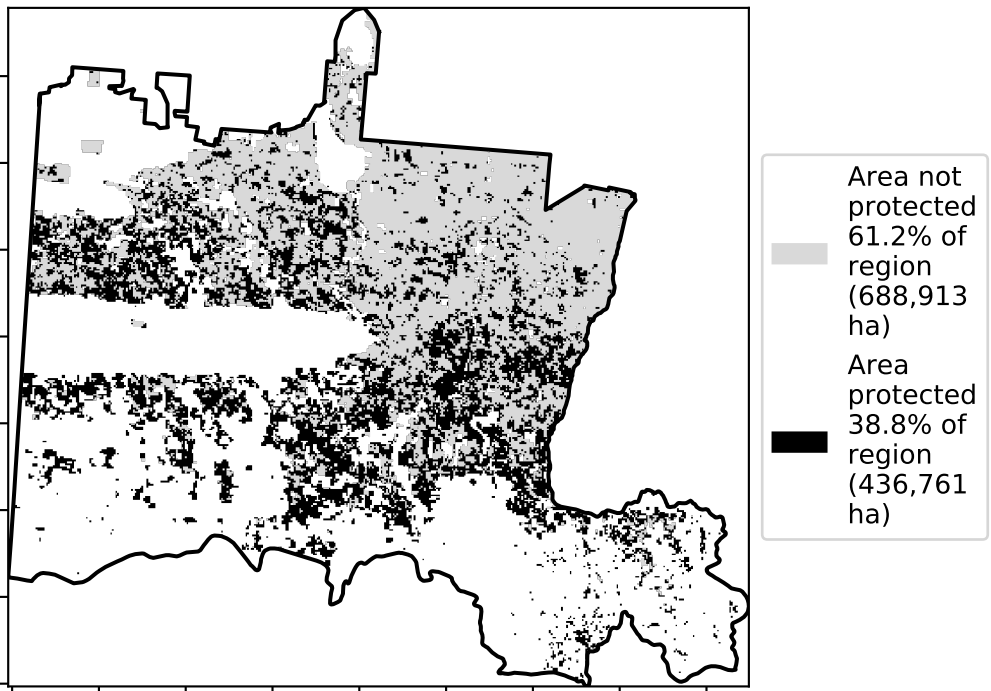 Area not
protected
61.2% of
region
(688,913
ha)
Area
protected
38.8% of
region
(436,761
ha)